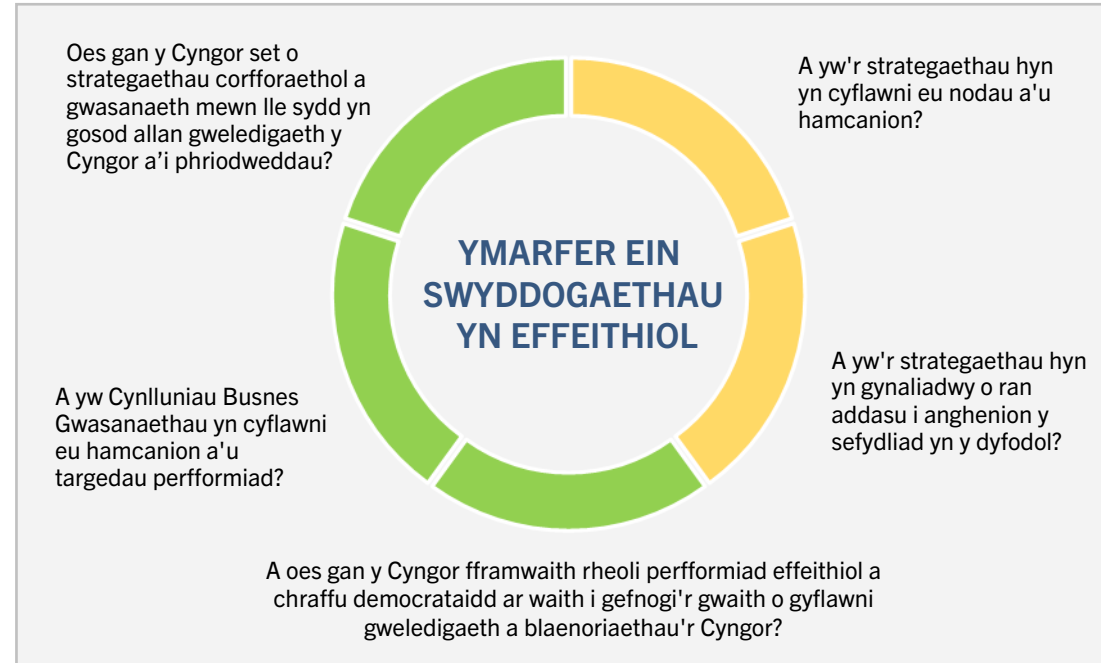 Oes gan y Cyngor set o
strategaethau corfforaethol a
gwasanaeth mewn lle sydd yn
gosod allan gweledigaeth y
Cyngor a’i phriodweddau?
A yw'r strategaethau hyn
yn cyflawni eu nodau a'u
hamcanion?
YMARFER EIN
SWYDDOGAETHAU
YN EFFEITHIOL
A yw'r strategaethau hyn
yn gynaliadwy o ran
addasu i anghenion y
sefydliad yn y dyfodol?
A yw Cynlluniau Busnes
Gwasanaethau yn cyflawni
eu hamcanion a'u
targedau perfformiad?
A oes gan y Cyngor fframwaith rheoli perfformiad effeithiol a
chraffu democrataidd ar waith i gefnogi'r gwaith o gyflawni
gweledigaeth a blaenoriaethau'r Cyngor?